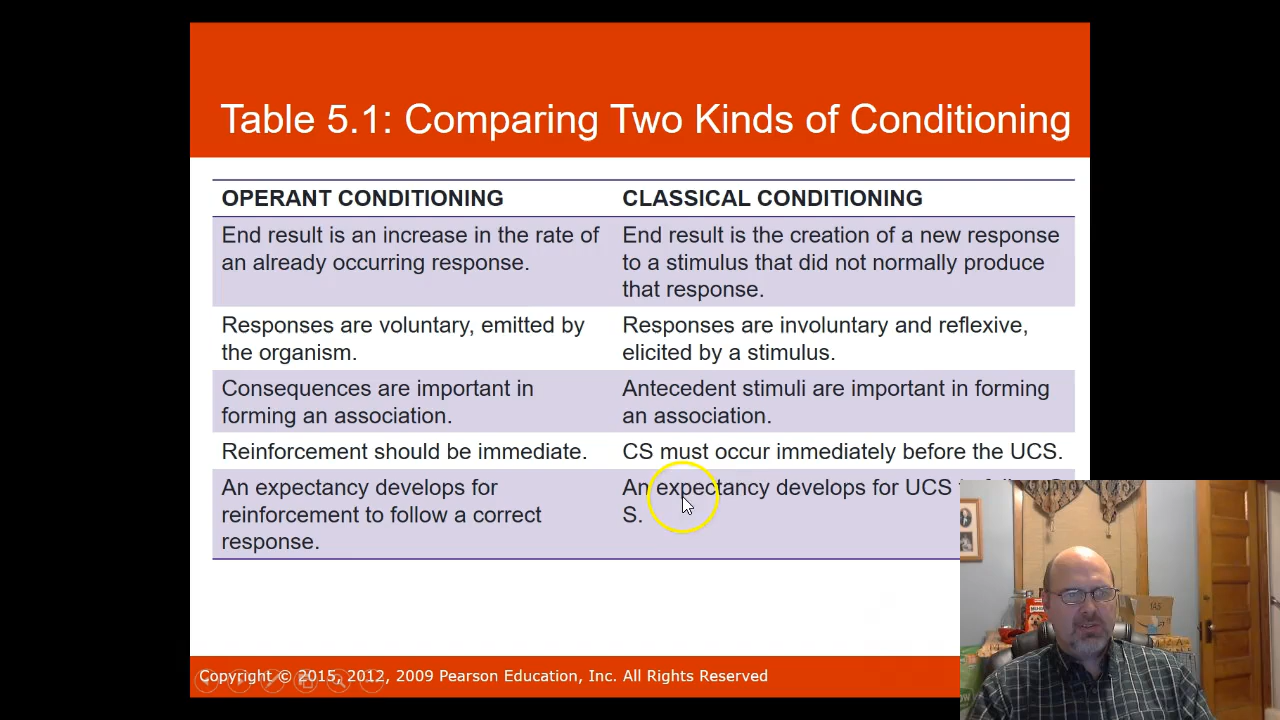 Table 5.1: Comparing Two Kinds of Conditioning
OPERANT CONDITIONING
CLASSICAL CONDITIONING
End result is an increase in the rate of
an already occurring response.
End result is the creation of a new response
to a stimulus that did not normally produce
that response.
Responses are voluntary, emitted by
the organism.
Responses are involuntary and reflexive,
elicited by a stimulus.
Consequences are important in
forming an association.
Antecedent stimuli are important in forming
an association.
Reinforcement should be immediate.
CS must occur immediately before the UCS.
An expectancy develops for
reinforcement to follow a correct
response.
An expectancy develops for UCS
S.
Copyright © 2015, 2012, 2009 Pearson Education, Inc. All Rights Reserved